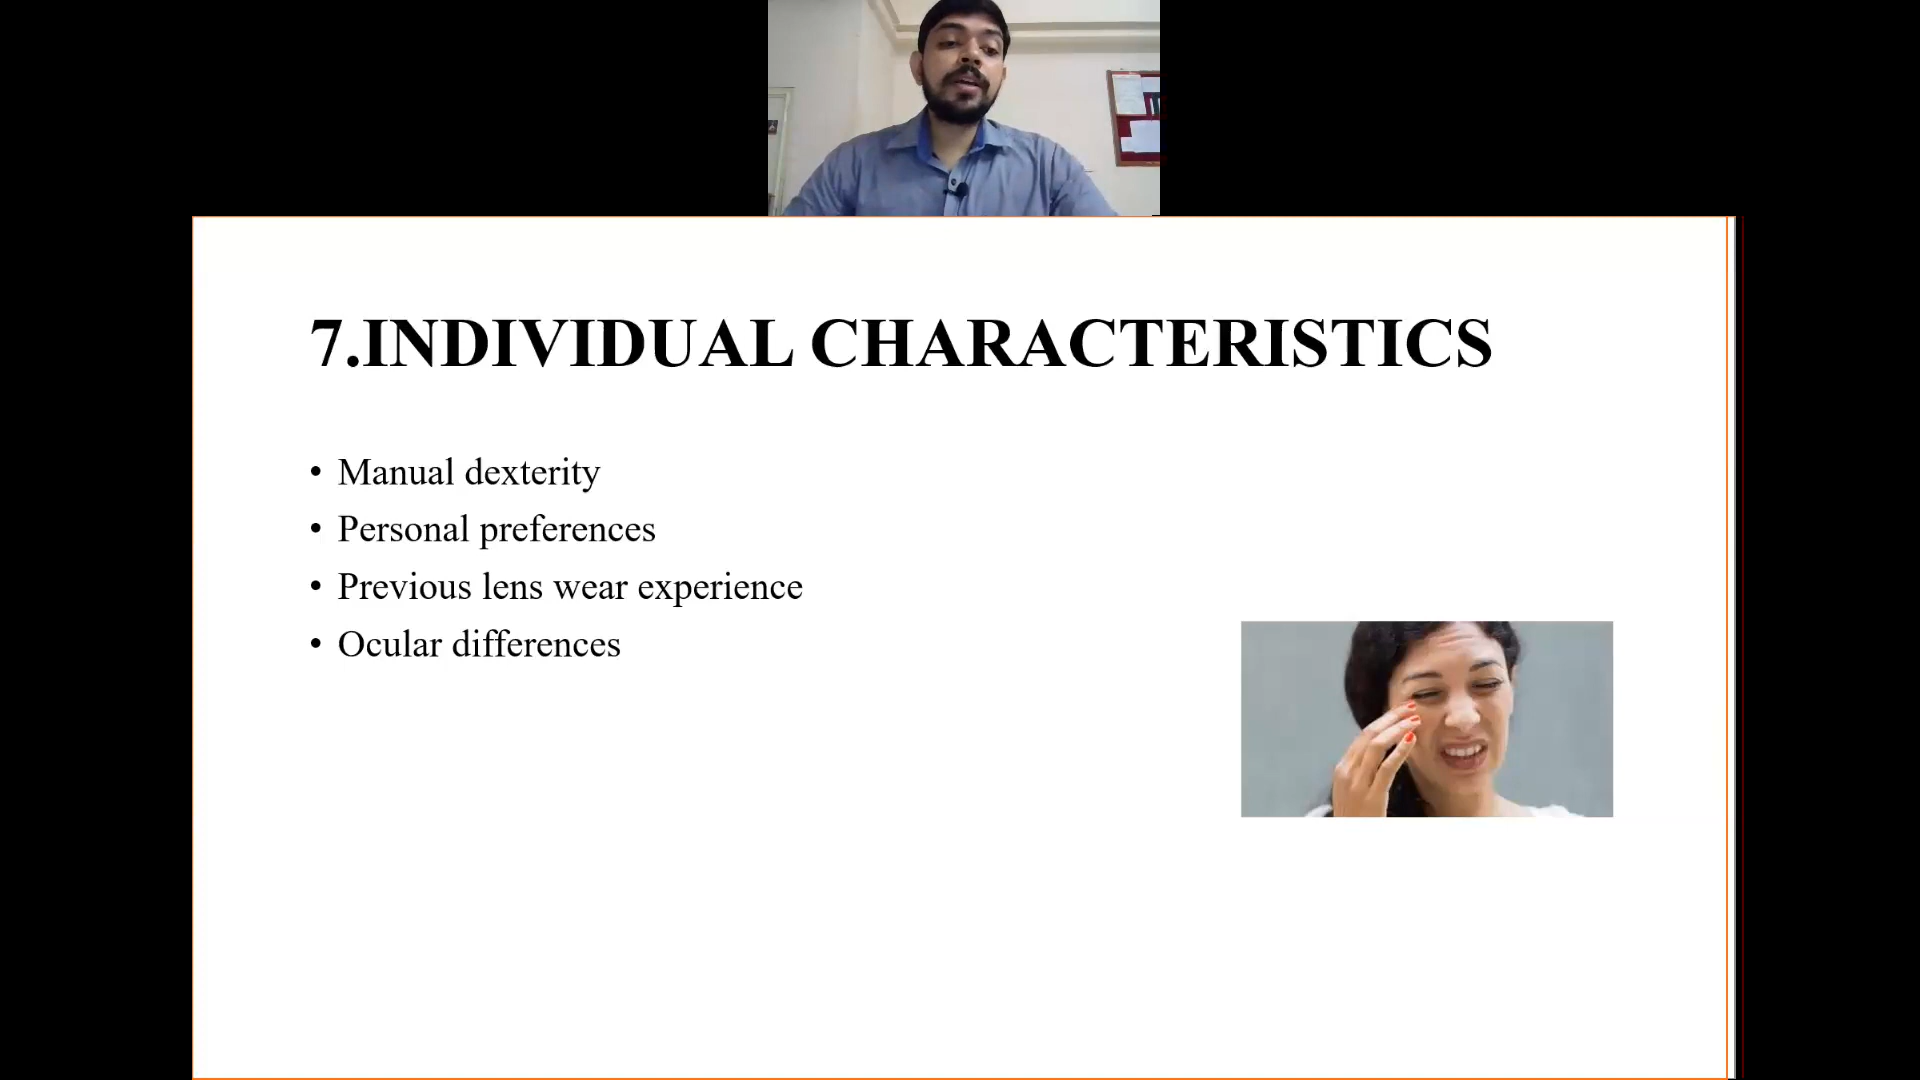 7.INDIVIDUAL CHARACTERISTICS
• Manual dexterity
• Personal preferences
• Previous lens wear experience
• Ocular differences